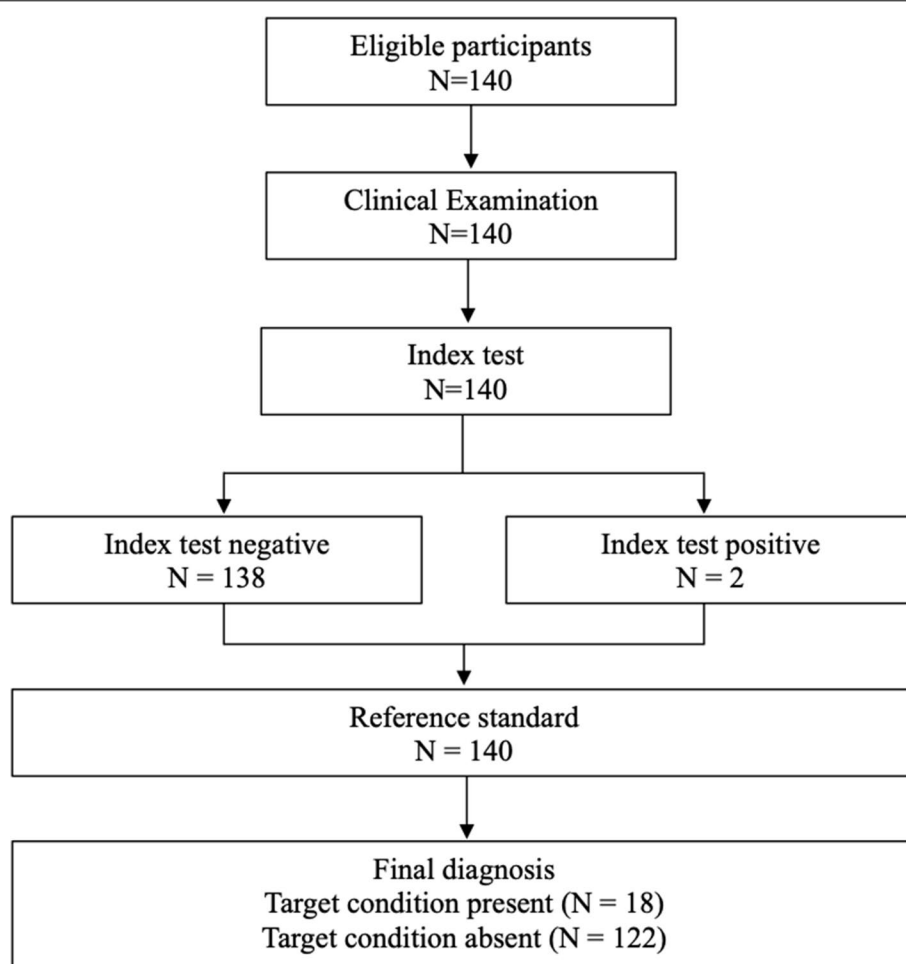 Eligible participants
N=140
Clinical Examination
N=140
Index test
N=140
Index test negative
N = 138
Index test positive
N = 2
Reference standard
N = 140
Final diagnosis
Target condition present (N = 18)
Target condition absent (N = 122)